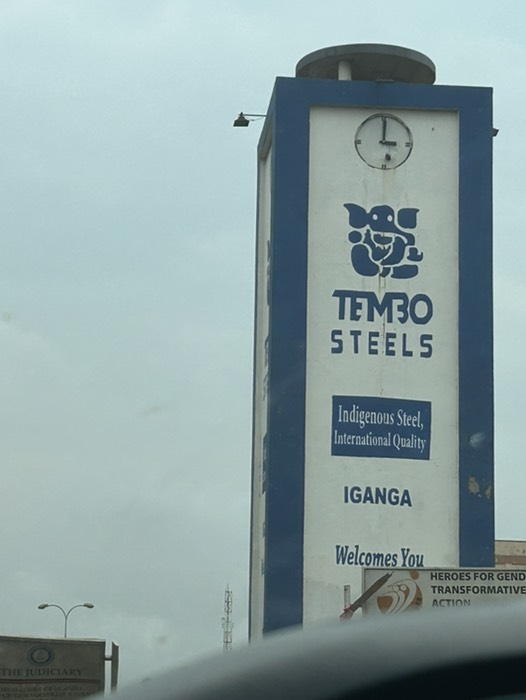 TEMBO
STEELS
Indigenous Steel,
International Quality
IGANGA
Welcomes You
HEROES FOR GEND
TRANSFORMATIVE
ACTION
THE JUDICIARY